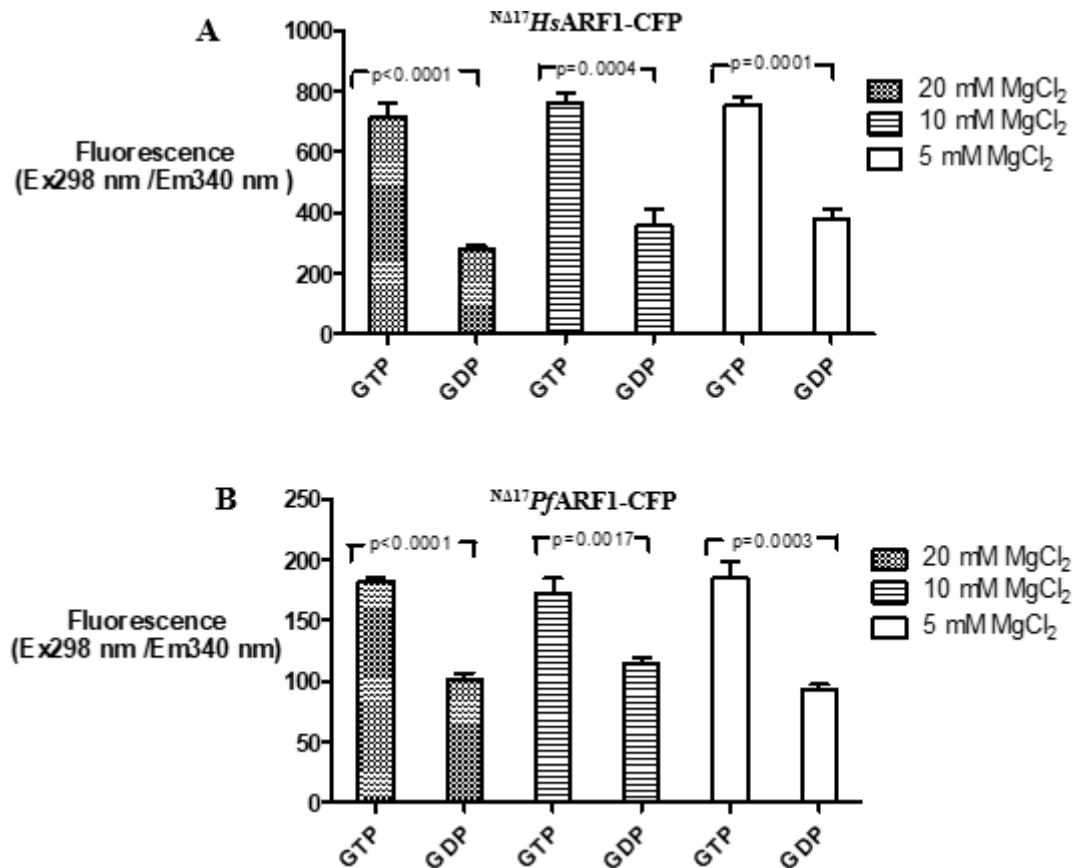 A
NΔ17HsARF1-CFP
1000
800
600
400
200
0
Fluorescence
(Ex298 nm /Em340 nm )
p<0.0001
p=0.0004
p=0.0001
20 mM MgCl2
10 mM MgCl2
5 mM MgCl2
GTP
GDP
GTP
GDP
GTP
GDP
B
NΔ17PfARF1-CFP
250
200
150
100
50
0
Fluorescence
(Ex298 nm /Em340 nm)
p<0.0001
p=0.0017
p=0.0003
20 mM MgCl2
10 mM MgCl2
5 mM MgCl2
GTP
GDP
GTP
GDP
GTP
GDP